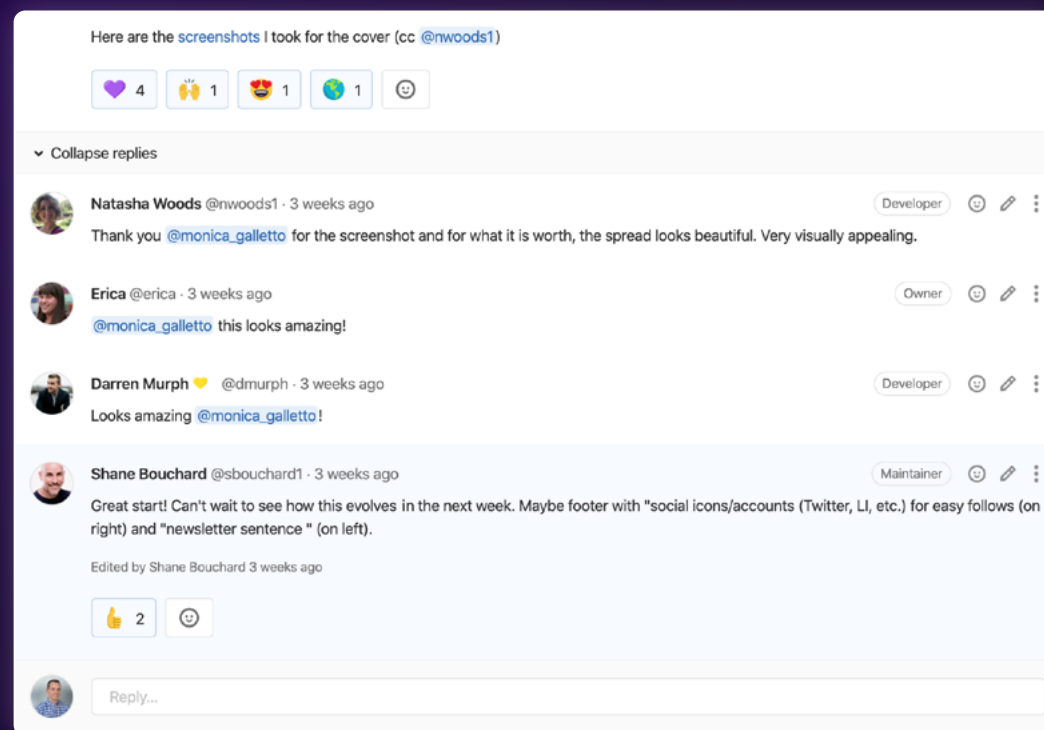 Here are the screenshots I took for the cover (cc @nwoods1)
4 1 1 1
Collapse replies
Natasha Woods @nwoods1 · 3 weeks ago Developer
Thank you @monica_galletto for the screenshot and for what it is worth, the spread looks beautiful. Very visually appealing.
Erica @erica · 3 weeks ago Owner
@monica_galletto this looks amazing!
Darren Murph 💛 @dmurph · 3 weeks ago Developer
Looks amazing @monica_galletto!
Shane Bouchard @sbouchard1 · 3 weeks ago Maintainer
Great start! Can't wait to see how this evolves in the next week. Maybe footer with "social icons/accounts (Twitter, LI, etc.) for easy follows (on
right) and "newsletter sentence " (on left).
Edited by Shane Bouchard 3 weeks ago
2
Reply...